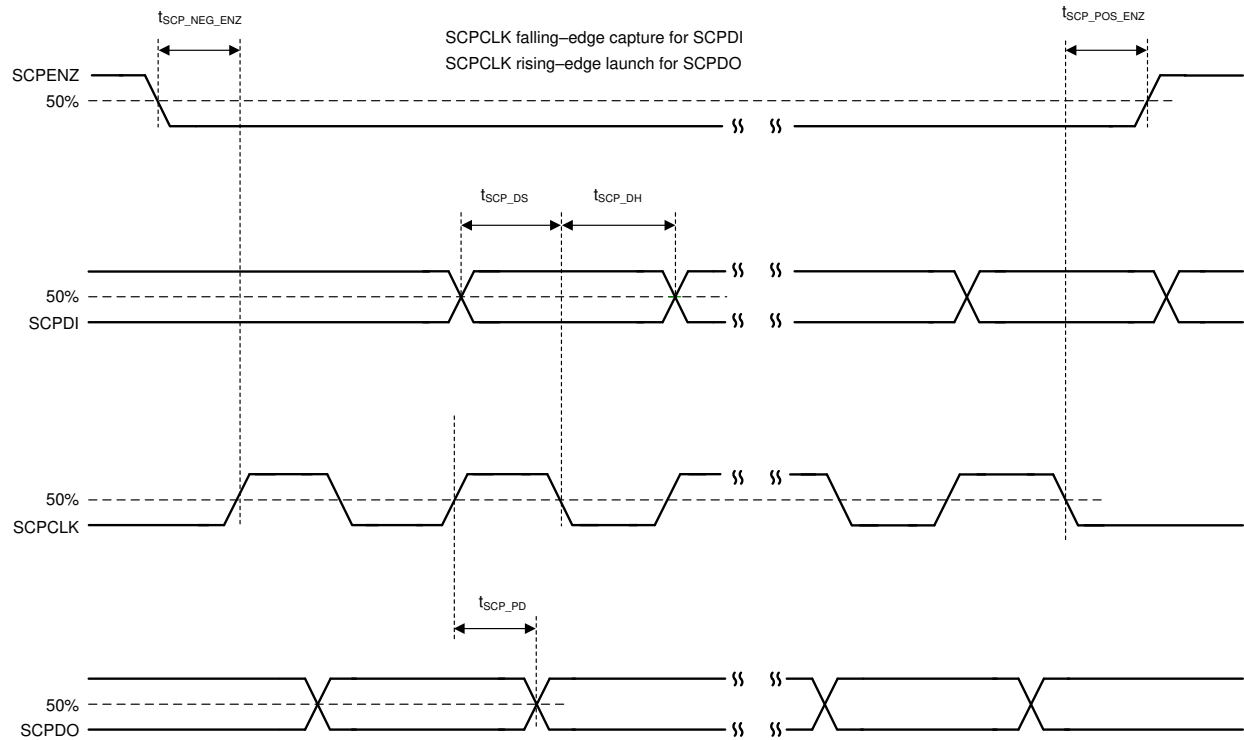 tSCP_NEG_ENZ
tSCP_POS_ENZ
SCPCLK falling–edge capture for SCPDI
SCPCLK rising–edge launch for SCPDO
SCPENZ
50%
tSCP_DS
tSCP_DH
50%
SCPDI
50%
SCPCLK
tSCP_PD
50%
SCPDO